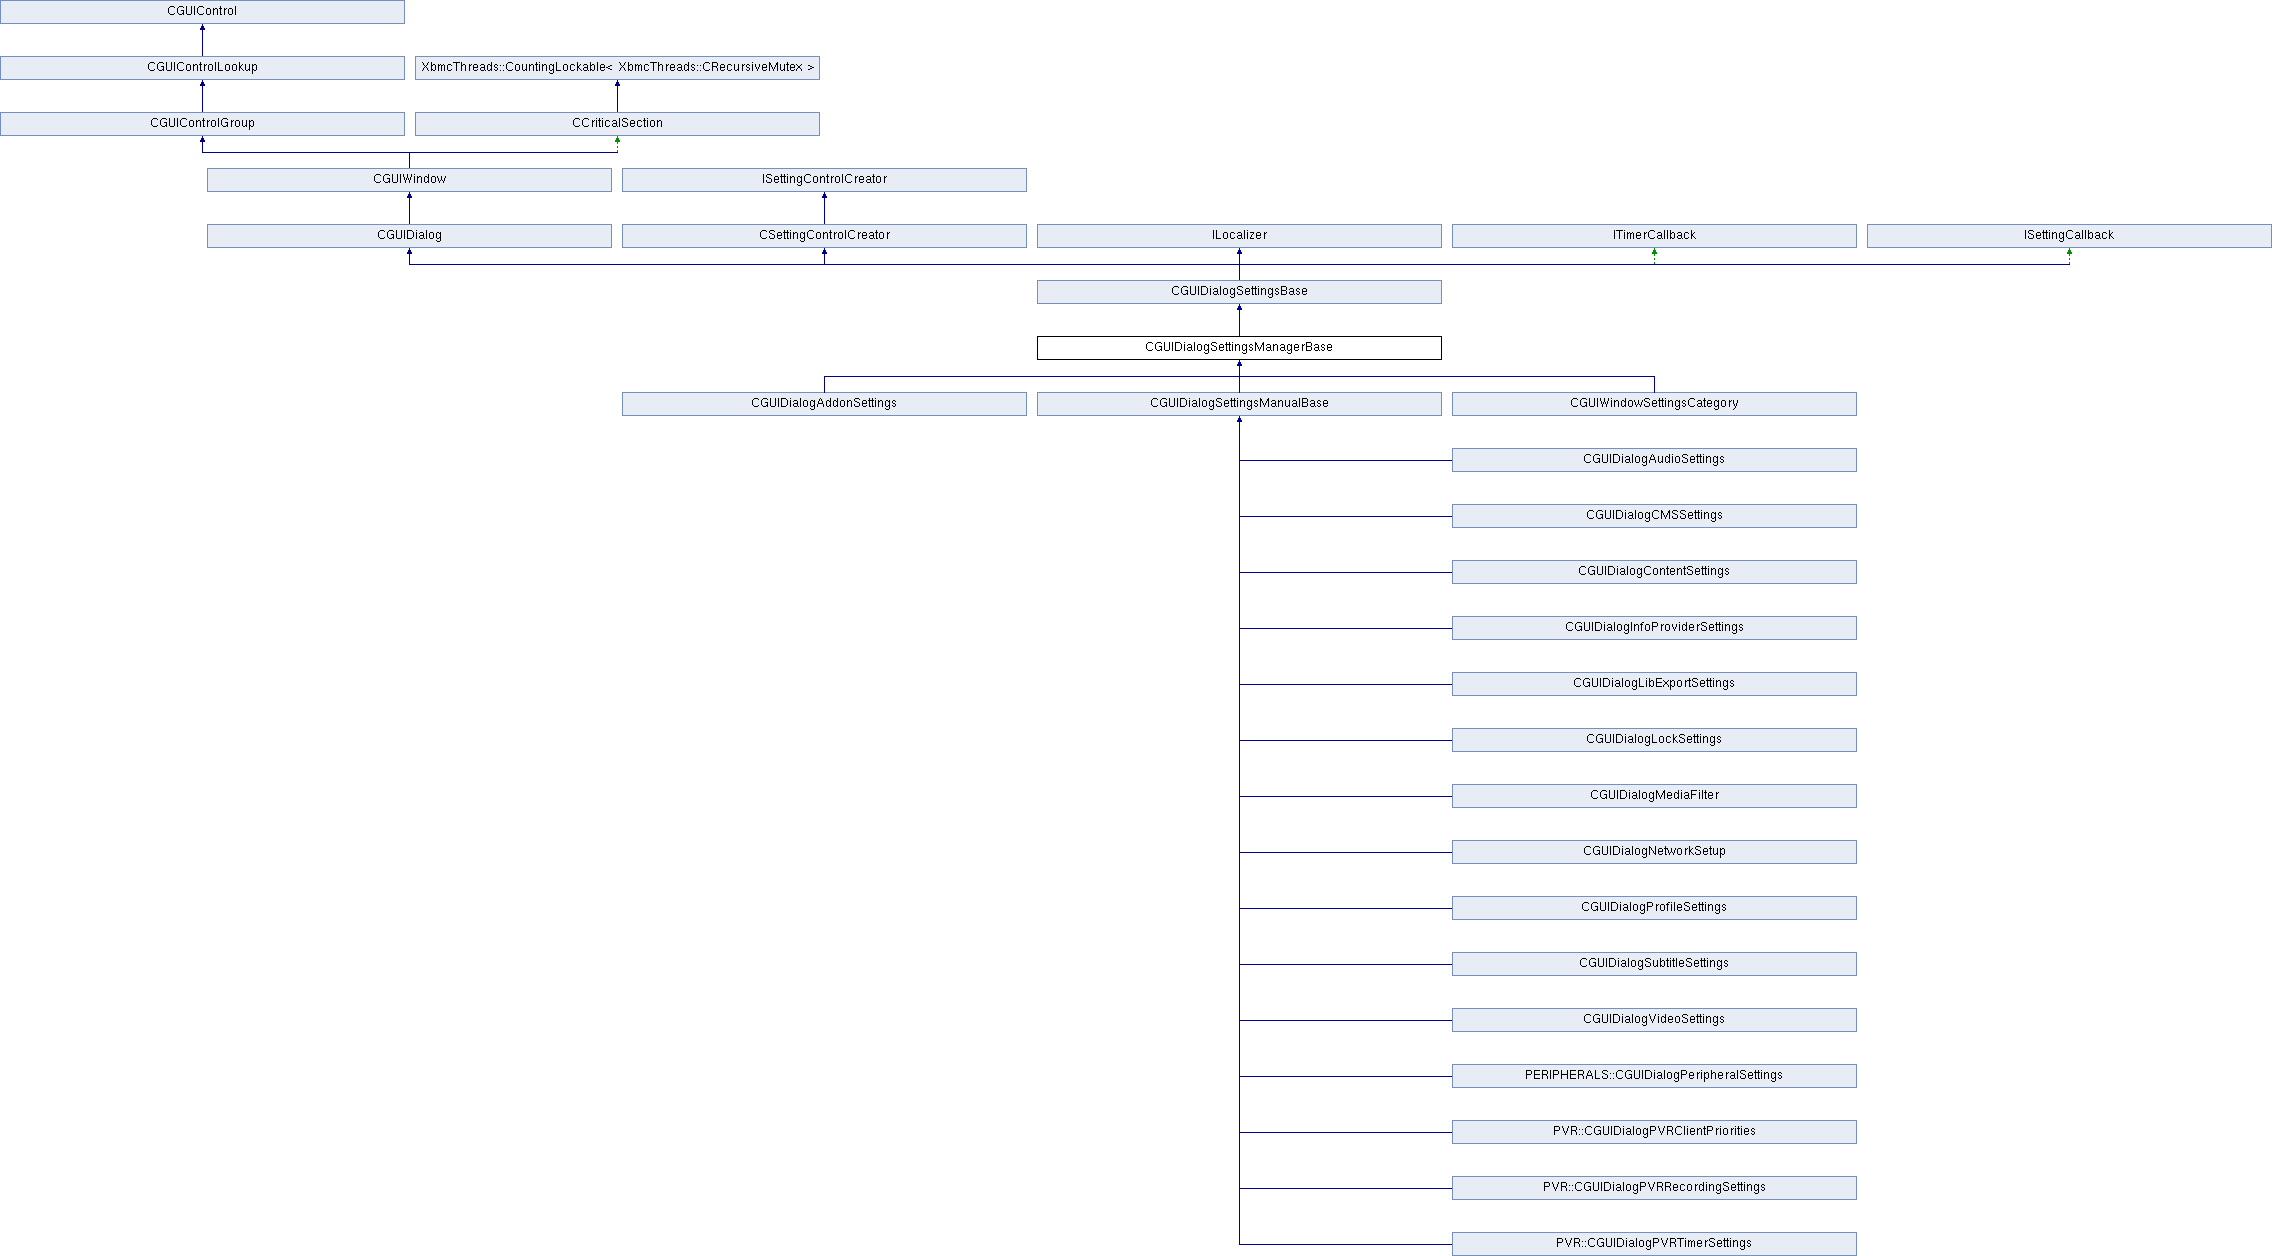 CGUIControl
CGUIControlLookup
XbmcThreads::CountingLockable< XbmcThreads::CRecursiveMutex >
CGUIControlGroup
CCriticalSection
CGUIWindow
ISettingControlCreator
CGUIDialog
CSettingControlCreator
ILocalizer
ITimerCallback
ISettingCallback
CGUIDialogSettingsBase
CGUIDialogSettingsManagerBase
CGUIDialogAddonSettings
CGUIDialogSettingsManualBase
CGUIWindowSettingsCategory
CGUIDialogAudioSettings
CGUIDialogCMSSettings
CGUIDialogContentSettings
CGUIDialogInfoProviderSettings
CGUIDialogLibExportSettings
CGUIDialogLockSettings
CGUIDialogMediaFilter
CGUIDialogNetworkSetup
CGUIDialogProfileSettings
CGUIDialogSubtitleSettings
CGUIDialogVideoSettings
PERIPHERALS::CGUIDialogPeripheralSettings
PVR::CGUIDialogPVRClientPriorities
PVR::CGUIDialogPVRRecordingSettings
PVR::CGUIDialogPVRTimerSettings